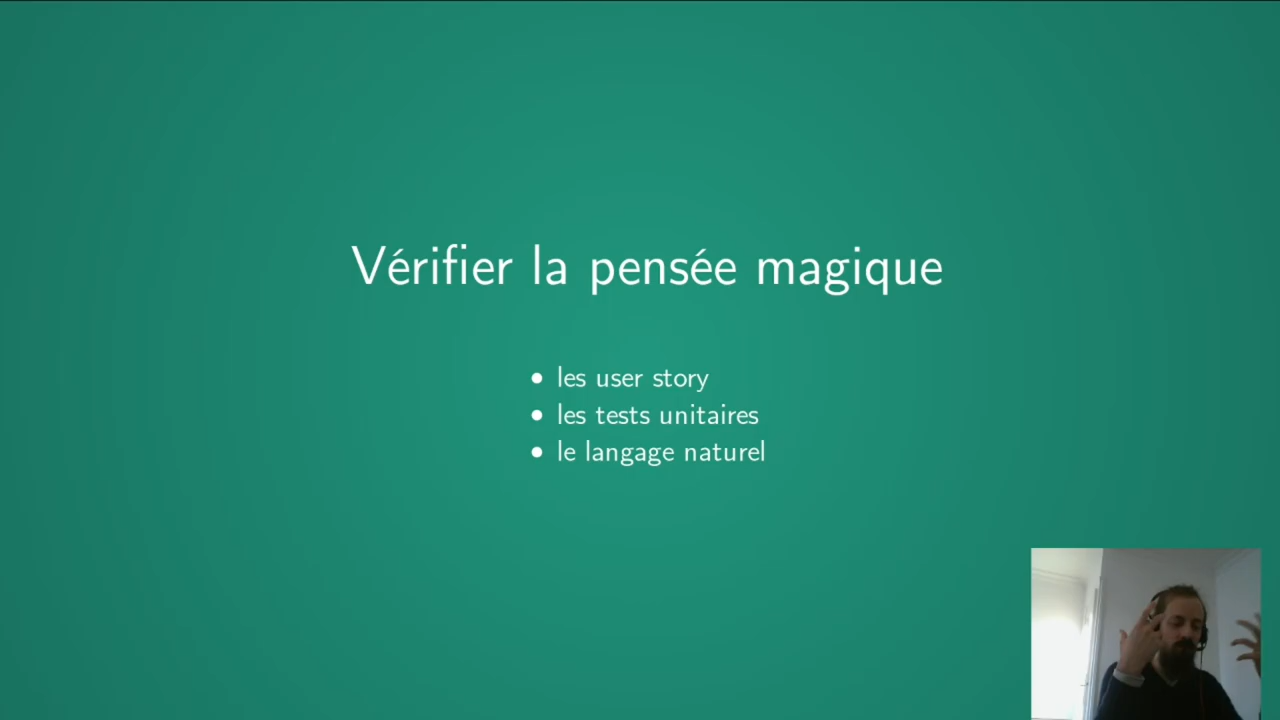 Vérifier la pensée magique
• les user story
• les tests unitaires
• le langage naturel